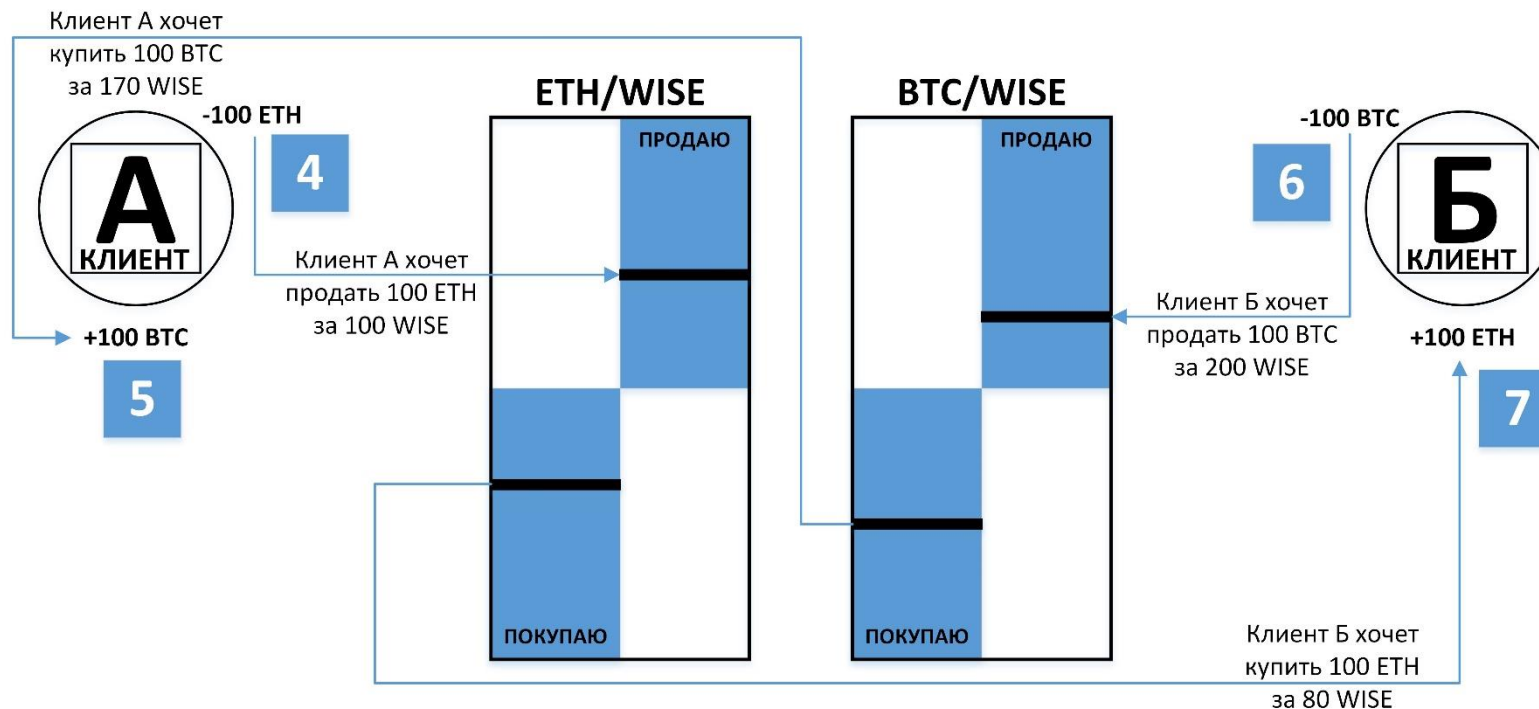 Клиент А хочет
купить 100 BTC
за 170 WISE
-100 ETH
4
А
КЛИЕНТ
+100 BTC
5
Клиент А хочет
продать 100 ETH
за 100 WISE
ETH/WISE
ПРОДАЮ
ПОКУПАЮ
BTC/WISE
ПРОДАЮ
ПОКУПАЮ
-100 BTC
6
Б
КЛИЕНТ
Клиент Б хочет
продать 100 BTC
за 200 WISE
+100 ETH
7
Клиент Б хочет
купить 100 ETH
за 80 WISE